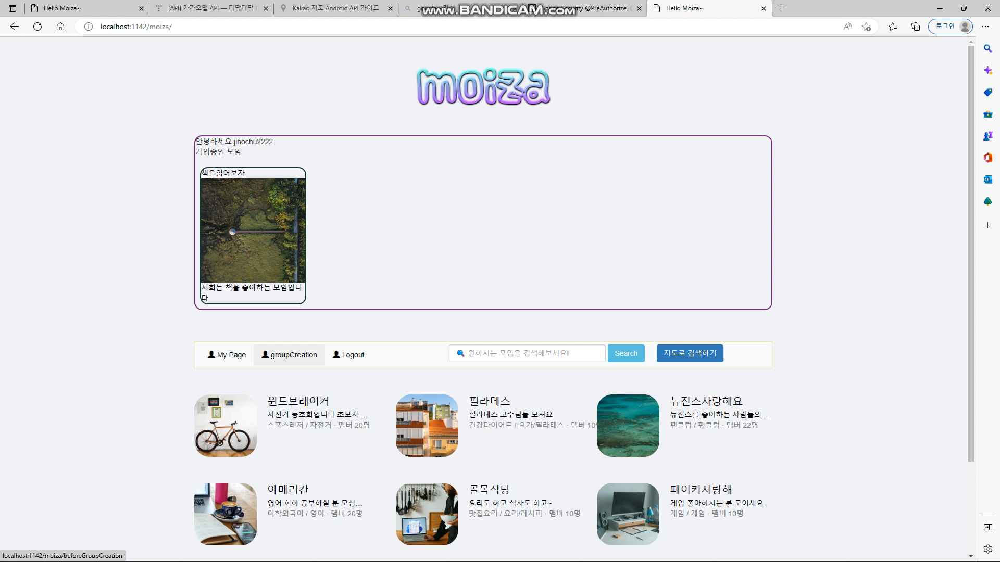 Hello Moiza~
[API] 카카오맵 API — 타닥타닥
Kakao 지도 Android API 가이드
www.BANDICAM.com
Spring Security @PreAuthorize,
Hello Moiza~
localhost:1142/moiza/
로그인
moiza
안녕하세요 jihochu2222
가입중인 모임
책을읽어보자
저희는 책을 좋아하는 모임입니
다
My Page
groupCreation
Logout
원하시는 모임을 검색해보세요!
Search
지도로 검색하기
윈드브레이커
자전거 동호회입니다 초보자 ...
스포츠레저 / 자전거 · 맴버 20명
필라테스
필라테스 고수님들 모셔요
건강다이어트 / 요가/필라테스 · 맴버 10
뉴진스사랑해요
뉴진스를 좋아하는 사람들의 ...
팬클럽 / 팬클럽 · 맴버 22명
아메리칸
영어 회화 공부하실 분 모십...
어학외국어 / 영어 · 맴버 20명
골목식당
요리도 하고 식사도 하고~
맛집요리 / 요리/레시피 · 맴버 10명
페이커사랑해
게임 좋아하시는 분 모이세요
게임 / 게임 · 맴버 10명
localhost:1142/moiza/beforeGroupCreation